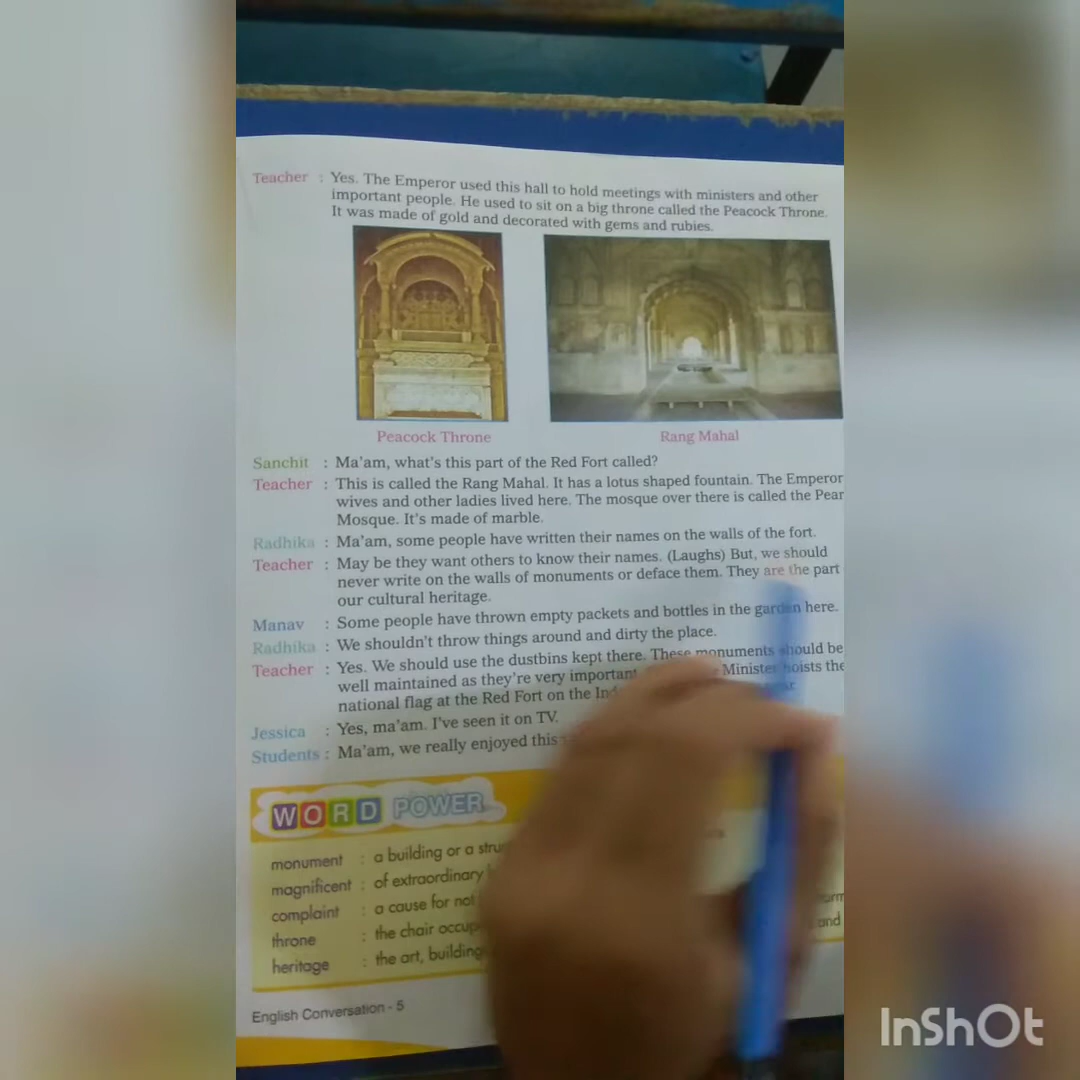 Teacher : Yes. The Emperor used this hall to hold meetings with ministers and other
important people. He used to sit on a big throne called the Peacock Throne.
It was made of gold and decorated with gems and rubies.
Peacock Throne
Rang Mahal
Sanchit : Ma'am, what's this part of the Red Fort called?
Teacher : This is called the Rang Mahal. It has a lotus shaped fountain. The Emperor
wives and other ladies lived here. The mosque over there is called the Pear
Mosque. It's made of marble.
Radhika : Ma'am, some people have written their names on the walls of the fort.
Teacher : May be they want others to know their names. (Laughs) But, we should
never write on the walls of monuments or deface them. They are the part
our cultural heritage.
Manav : Some people have thrown empty packets and bottles in the garden here.
Radhika : We shouldn't throw things around and dirty the place.
Teacher : Yes. We should use the dustbins kept there. These monuments should be
well maintained as they're very important Minister hoists the
national flag at the Red Fort on the
Jessica : Yes, ma'am. I've seen it on TV.
Students : Ma'am, we really enjoyed this
WORD POWER
monument : a building or a
magnificent : of extraordinary
complaint : a cause for not
throne : the chair
heritage : the art, building
and
English Conversation - 5
InShOt